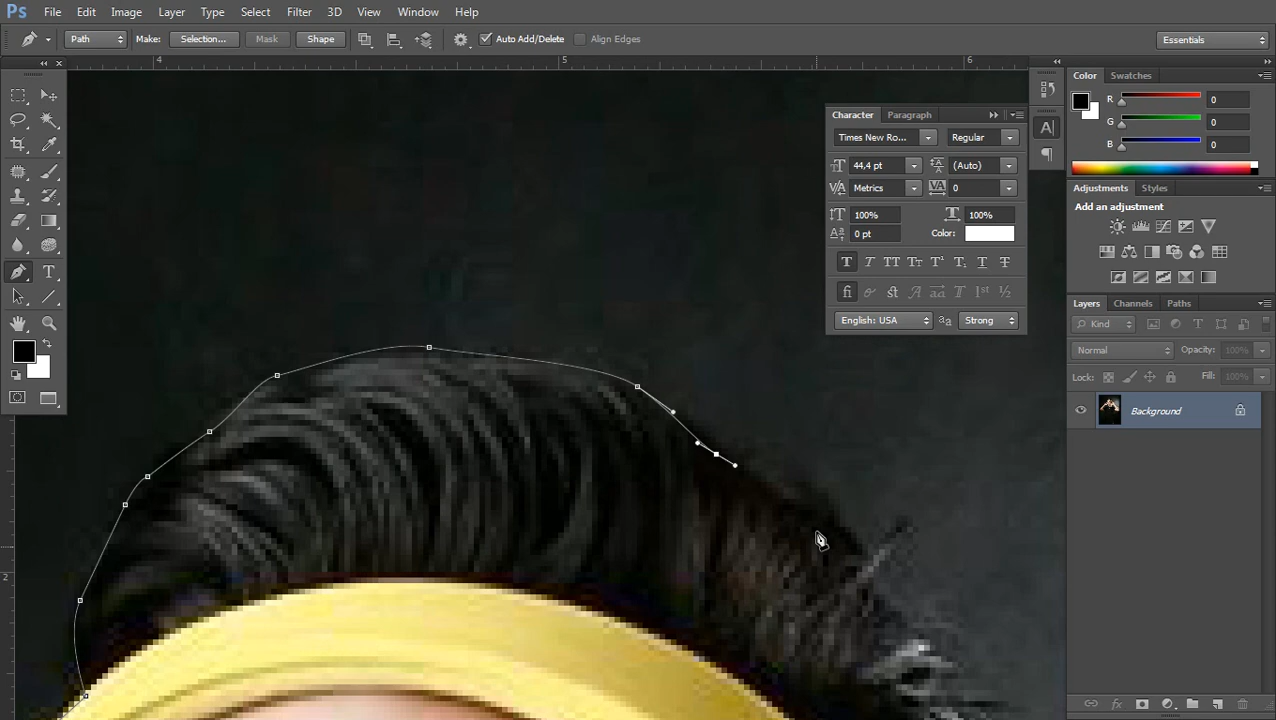 Ps File Edit Image Layer Type Select Filter 3D View Window Help
Path Make: Selection... Mask Shape Auto Add/Delete Align Edges Essentials
4 5 6
2
Character Paragraph
Times New Ro... Regular
44.4 pt (Auto)
Metrics 0
100% 100%
0 pt Color:
English: USA aa Strong
Color Swatches
R 0
G 0
B 0
Adjustments Styles
Add an adjustment
Layers Channels Paths
Kind
Normal Opacity: 100%
Lock: Fill: 100%
Background